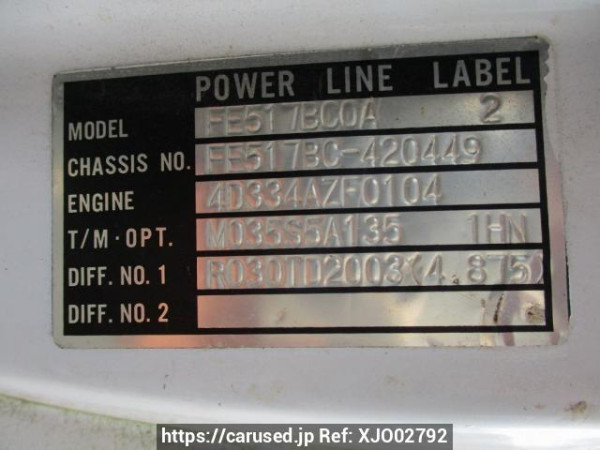 POWER LINE LABEL
MODEL FE517BC0A 2
CHASSIS NO. FE517BC-420449
ENGINE 4D334AZF0104
T/M·OPT. M035S5A135 1HN
DIFF. NO. 1 R030TD2003(4.875)
DIFF. NO. 2
https://carused.jp Ref: XJO02792